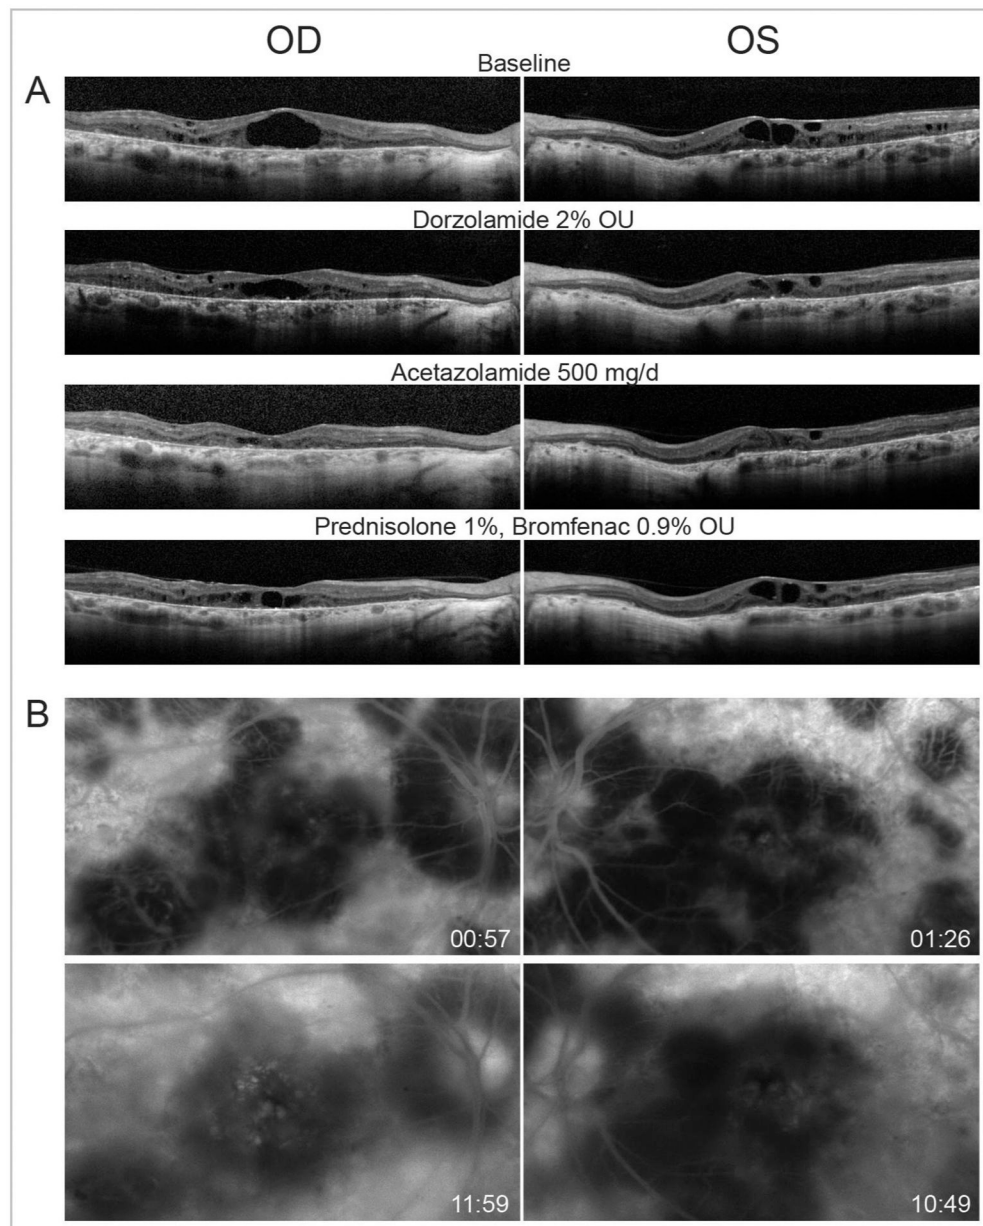 OD OS
Baseline
A
Dorzolamide 2% OU
Acetazolamide 500 mg/d
Prednisolone 1%, Bromfenac 0.9% OU
B
00:57 01:26
11:59 10:49